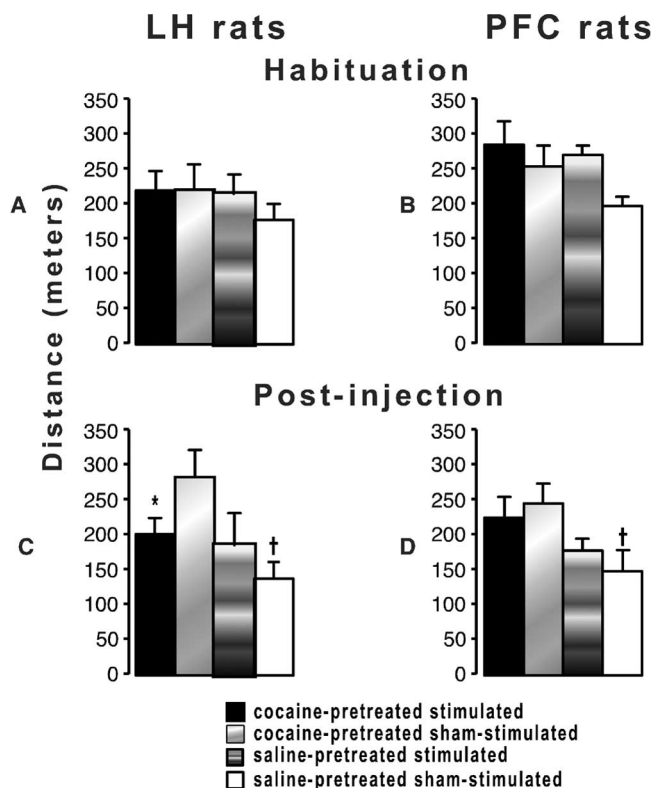 LH rats PFC rats
Habituation
Distance (meters)
A
350
300
250
200
150
100
50
0
B
350
300
250
200
150
100
50
0
Post-injection
C
350
300
250
200
150
100
50
0
*
†
D
350
300
250
200
150
100
50
0
†
cocaine-pretreated stimulated
cocaine-pretreated sham-stimulated
saline-pretreated stimulated
saline-pretreated sham-stimulated